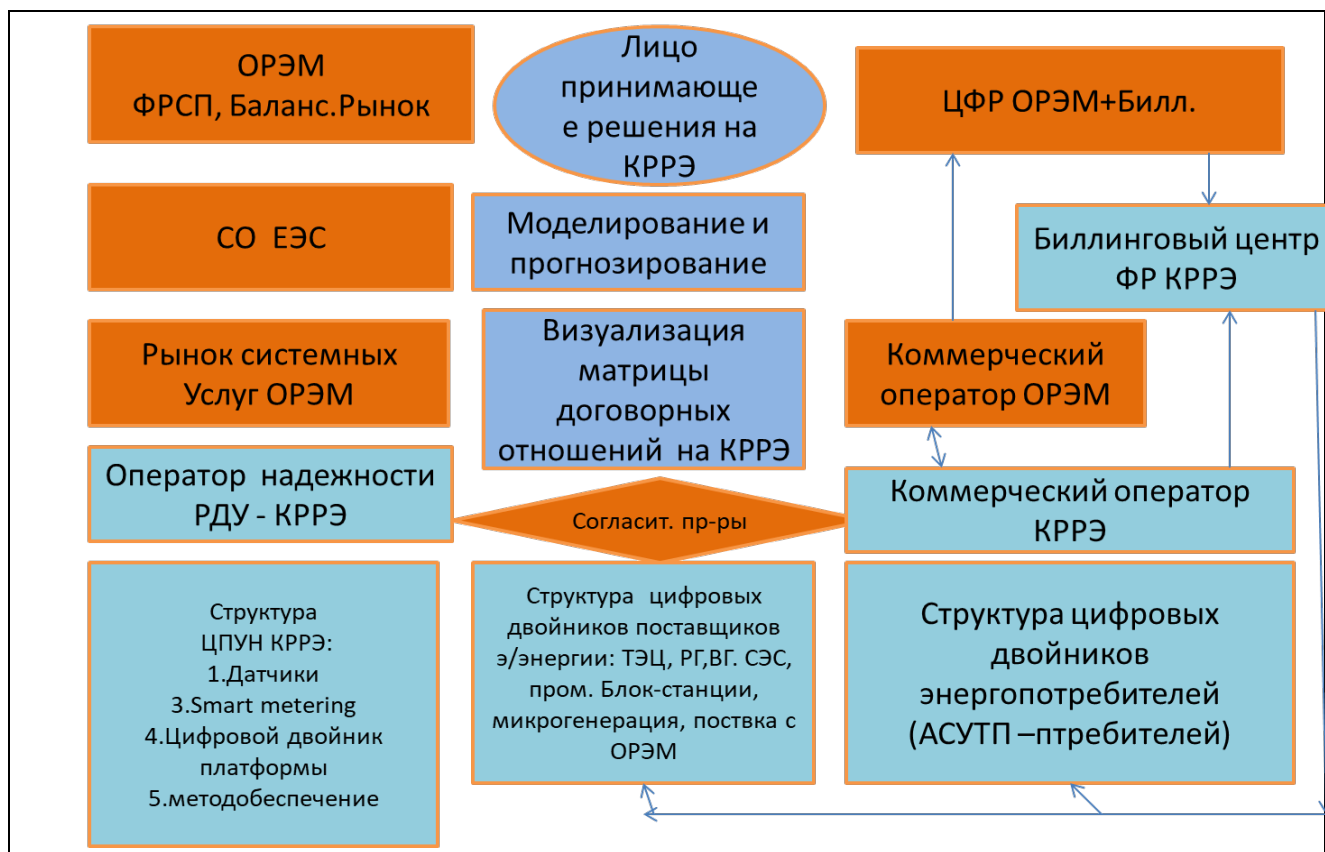 ОРЭМ
ФРСП, Баланс.Рынок
Лицо
принимающе
е решения на
КРРЭ
ЦФР ОРЭМ+Билл.
СО ЕЭС
Моделирование и
прогнозирование
Биллинговый центр
ФР КРРЭ
Рынок системных
Услуг ОРЭМ
Визуализация
матрицы
договорных
отношений на КРРЭ
Коммерческий
оператор ОРЭМ
Оператор надежности
РДУ - КРРЭ
Согласит. пр-ры
Коммерческий оператор
КРРЭ
Структура
ЦПУН КРРЭ:
1.Датчики
3.Smart metering
4.Цифровой двойник
платформы
5.методобеспечение
Структура цифровых
двойников поставщиков
э/энергии: ТЭЦ, РГ,ВГ. СЭС,
пром. Блок-станции,
микрогенерация, поствка с
ОРЭМ
Структура цифровых
двойников
энергопотребителей
(АСУТП –птребителей)